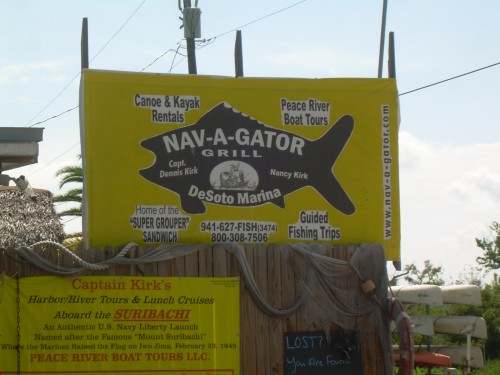 Canoe & Kayak
Rentals
Peace River
Boat Tours
NAV-A-GATOR
GRILL
Capt.
Dennis Kirk
Nancy Kirk
DeSoto Marina
www.nav-a-gator.com
Home of the
"SUPER GROUPER"
SANDWICH
941-627-FISH(3474)
800-308-7506
Guided
Fishing Trips
Captain Kirk's
Harbor/River Tours & Lunch Cruises
Aboard the SURIBACHI
An Authentic U.S. Navy Liberty Launch
Named after the Famous "Mount Suribachi"
Where the Marines Raised the Flag on Iwo Jima, February 23, 1945
PEACE RIVER BOAT TOURS LLC.
LOST?
You Are Found